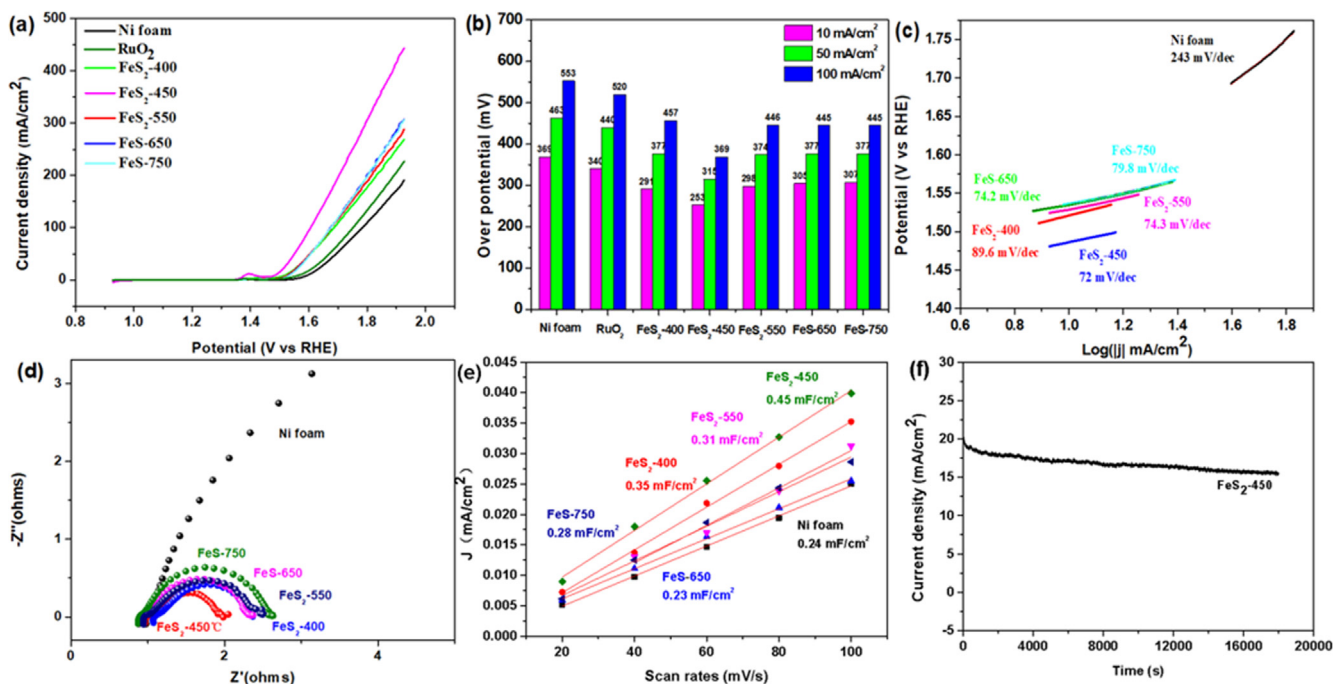 (a)
500
400
300
200
100
0
0.8 1.0 1.2 1.4 1.6 1.8 2.0
Current density (mA/cm²)
Potential (V vs RHE)
Ni foam
RuO₂
FeS₂-400
FeS₂-450
FeS₂-550
FeS-650
FeS-750
(b)
700
600
500
400
300
200
100
0
Over pontential (mV)
10 mA/cm²
50 mA/cm²
100 mA/cm²
369 463 553
340 440 520
291 377 457
253 315 369
298 374 446
305 377 445
307 377 445
Ni foam RuO₂ FeS₂-400 FeS₂-450 FeS₂-550 FeS-650 FeS-750
(c)
1.75
1.70
1.65
1.60
1.55
1.50
1.45
1.40
0.6 0.8 1.0 1.2 1.4 1.6 1.8
Potential (V vs RHE)
Log(|j| mA/cm²)
Ni foam
243 mV/dec
FeS-750
79.8 mV/dec
FeS-650
74.2 mV/dec
FeS₂-550
74.3 mV/dec
FeS₂-400
89.6 mV/dec
FeS₂-450
72 mV/dec
(d)
3
2
1
0
0 2 4
-Z''(ohms)
Z'(ohms)
Ni foam
FeS-750
FeS-650
FeS₂-550
FeS₂-450℃
FeS₂-400
(e)
0.045
0.040
0.035
0.030
0.025
0.020
0.015
0.010
0.005
0.000
20 40 60 80 100
J (mA/cm²)
Scan rates (mV/s)
FeS₂-450
0.45 mF/cm²
FeS₂-550
0.31 mF/cm²
FeS₂-400
0.35 mF/cm²
FeS-750
0.28 mF/cm²
Ni foam
0.24 mF/cm²
FeS-650
0.23 mF/cm²
(f)
30
25
20
15
10
5
0
-5
0 4000 8000 12000 16000 20000
Current density (mA/cm²)
Time (s)
FeS₂-450